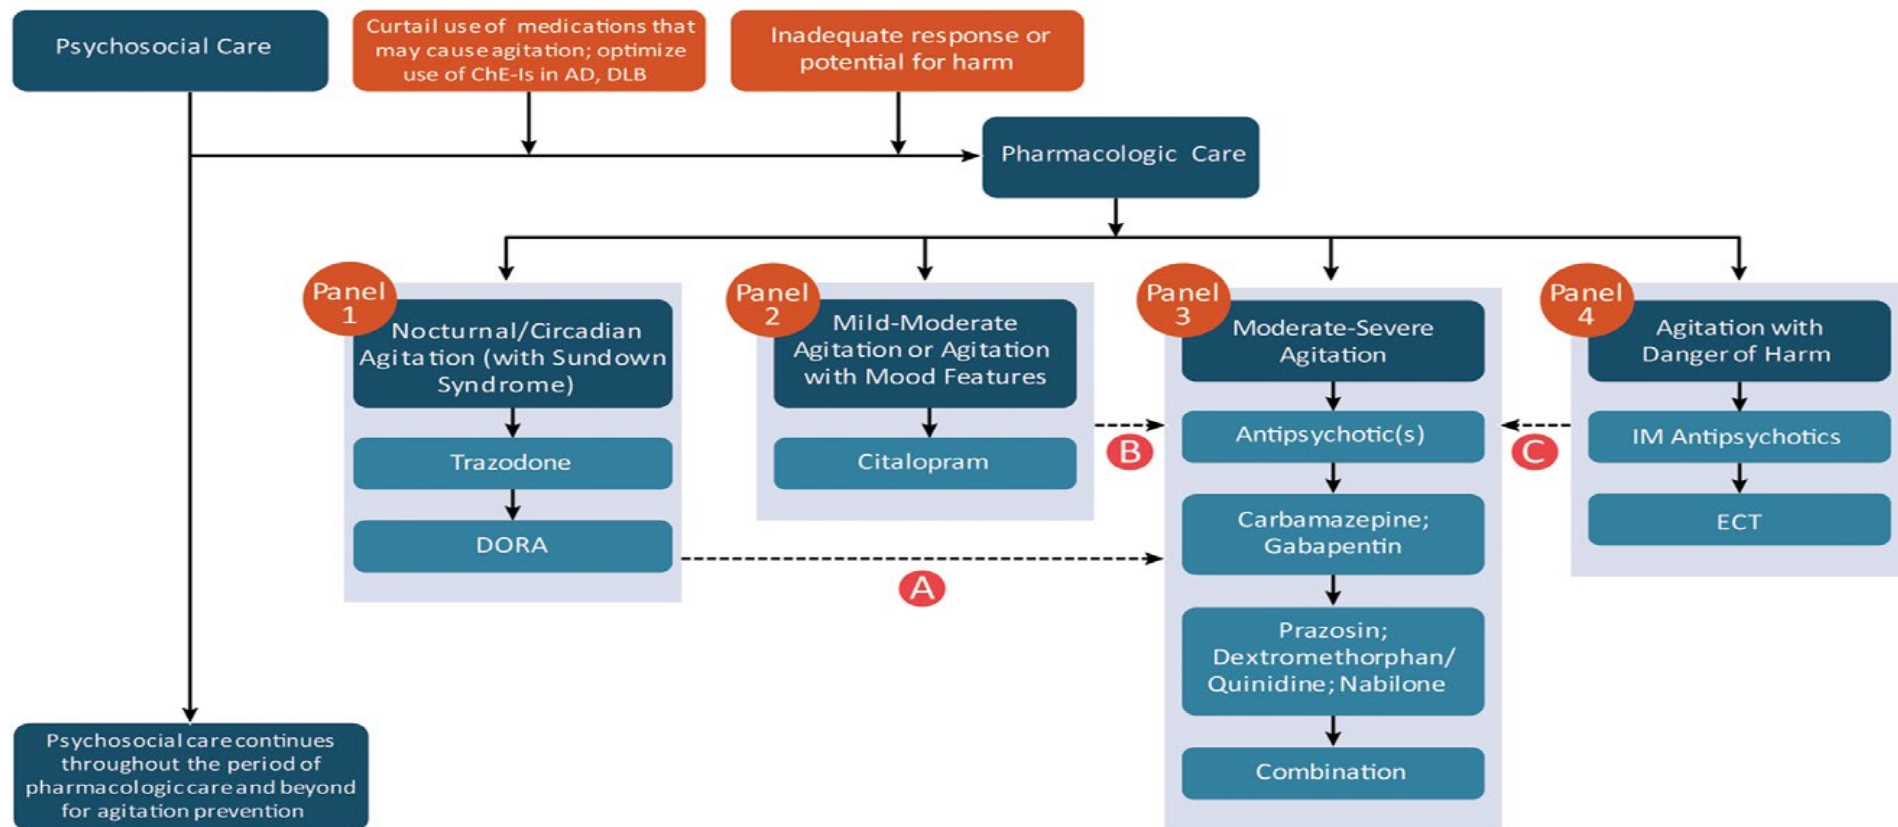 Psychosocial Care
Curtail use of medications that
may cause agitation; optimize
use of ChE-Is in AD, DLB
Inadequate response or
potential for harm
Pharmacologic Care
Panel
1
Nocturnal/Circadian
Agitation (with Sundown
Syndrome)
Trazodone
DORA
Panel
2
Mild-Moderate
Agitation or Agitation
with Mood Features
Citalopram
Panel
3
Moderate-Severe
Agitation
Antipsychotic(s)
Carbamazepine;
Gabapentin
Prazosin;
Dextromethorphan/
Quinidine; Nabilone
Combination
Panel
4
Agitation with
Danger of Harm
IM Antipsychotics
ECT
B
C
A
Psychosocial care continues
throughout the period of
pharmacologic care and beyond
for agitation prevention